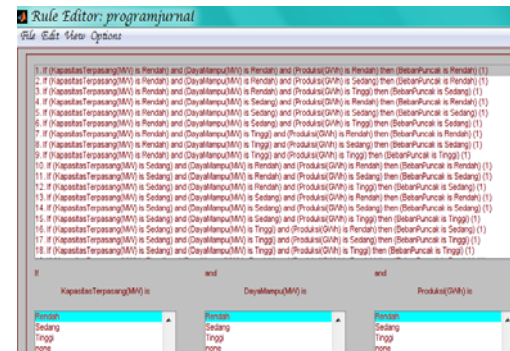 Rule Editor: programjurnal
File Edit View Options
1. If (KapasitasTerpasang(MW) is Rendah) and (DayaMampu(MW) is Rendah) and (Produksi(GWh) is Rendah) then (BebanPuncak is Rendah) (1)
2. If (KapasitasTerpasang(MW) is Rendah) and (DayaMampu(MW) is Rendah) and (Produksi(GWh) is Sedang) then (BebanPuncak is Rendah) (1)
3. If (KapasitasTerpasang(MW) is Rendah) and (DayaMampu(MW) is Rendah) and (Produksi(GWh) is Tinggi) then (BebanPuncak is Sedang) (1)
4. If (KapasitasTerpasang(MW) is Rendah) and (DayaMampu(MW) is Sedang) and (Produksi(GWh) is Rendah) then (BebanPuncak is Rendah) (1)
5. If (KapasitasTerpasang(MW) is Rendah) and (DayaMampu(MW) is Sedang) and (Produksi(GWh) is Sedang) then (BebanPuncak is Sedang) (1)
6. If (KapasitasTerpasang(MW) is Rendah) and (DayaMampu(MW) is Sedang) and (Produksi(GWh) is Tinggi) then (BebanPuncak is Sedang) (1)
7. If (KapasitasTerpasang(MW) is Rendah) and (DayaMampu(MW) is Tinggi) and (Produksi(GWh) is Rendah) then (BebanPuncak is Rendah) (1)
8. If (KapasitasTerpasang(MW) is Rendah) and (DayaMampu(MW) is Tinggi) and (Produksi(GWh) is Sedang) then (BebanPuncak is Sedang) (1)
9. If (KapasitasTerpasang(MW) is Rendah) and (DayaMampu(MW) is Tinggi) and (Produksi(GWh) is Tinggi) then (BebanPuncak is Tinggi) (1)
10. If (KapasitasTerpasang(MW) is Sedang) and (DayaMampu(MW) is Rendah) and (Produksi(GWh) is Rendah) then (BebanPuncak is Rendah) (1)
11. If (KapasitasTerpasang(MW) is Sedang) and (DayaMampu(MW) is Rendah) and (Produksi(GWh) is Sedang) then (BebanPuncak is Sedang) (1)
12. If (KapasitasTerpasang(MW) is Sedang) and (DayaMampu(MW) is Rendah) and (Produksi(GWh) is Tinggi) then (BebanPuncak is Sedang) (1)
13. If (KapasitasTerpasang(MW) is Sedang) and (DayaMampu(MW) is Sedang) and (Produksi(GWh) is Rendah) then (BebanPuncak is Sedang) (1)
14. If (KapasitasTerpasang(MW) is Sedang) and (DayaMampu(MW) is Sedang) and (Produksi(GWh) is Sedang) then (BebanPuncak is Sedang) (1)
15. If (KapasitasTerpasang(MW) is Sedang) and (DayaMampu(MW) is Sedang) and (Produksi(GWh) is Tinggi) then (BebanPuncak is Tinggi) (1)
16. If (KapasitasTerpasang(MW) is Sedang) and (DayaMampu(MW) is Tinggi) and (Produksi(GWh) is Rendah) then (BebanPuncak is Sedang) (1)
17. If (KapasitasTerpasang(MW) is Sedang) and (DayaMampu(MW) is Tinggi) and (Produksi(GWh) is Sedang) then (BebanPuncak is Sedang) (1)
18. If (KapasitasTerpasang(MW) is Sedang) and (DayaMampu(MW) is Tinggi) and (Produksi(GWh) is Tinggi) then (BebanPuncak is Tinggi) (1)
If and and
KapasitasTerpasang(MW) is DayaMampu(MW) is Produksi(GWh) is
Rendah Rendah Rendah
Sedang Sedang Sedang
Tinggi Tinggi Tinggi
none none none